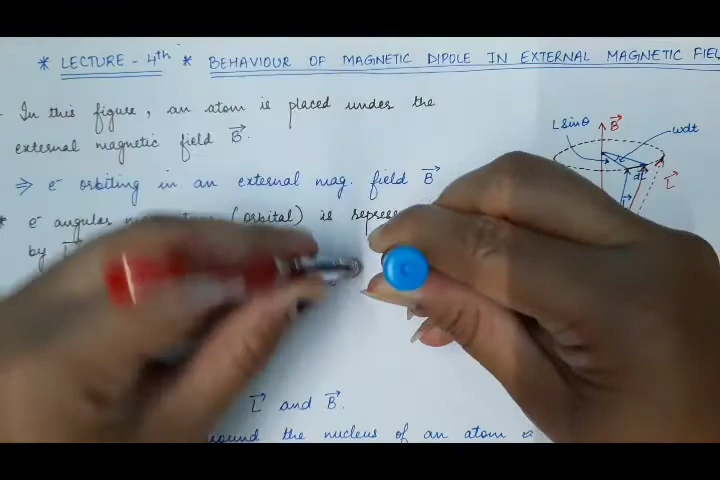 * LECTURE - 4th * BEHAVIOUR OF MAGNETIC DIPOLE IN EXTERNAL MAGNETIC FIEL
In this figure, an atom is placed under the
external magnetic field B⃗.
⇒ e⁻ orbiting in an external mag. field B⃗
* e⁻ angular (orbital) is
by
L⃗ and B⃗.
the nucleus of an atom
L sinθ
B⃗
ωdt
dL⃗
L⃗